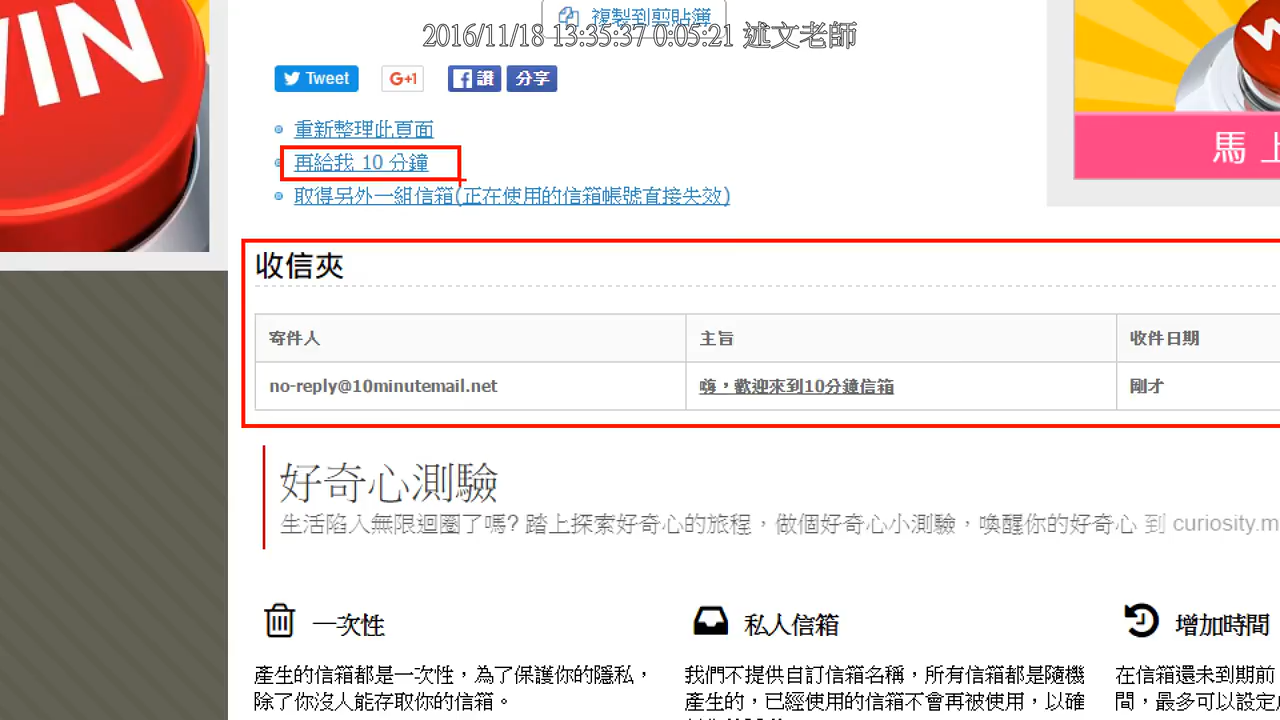 複製到剪貼簿
2016/11/18 13:35:37 0:05:21 述文老師
WIN
Tweet
G+1
讚
分享
重新整理此頁面
再給我 10 分鐘
取得另外一組信箱(正在使用的信箱帳號直接失效)
馬 上
收信夾
寄件人 主旨 收件日期
no-reply@10minutemail.net 嗨，歡迎來到10分鐘信箱 剛才
好奇心測驗
生活陷入無限迴圈了嗎? 踏上探索好奇心的旅程，做個好奇心小測驗，喚醒你的好奇心 到 curiosity.m
一次性
產生的信箱都是一次性，為了保護你的隱私，
除了你沒人能存取你的信箱。
私人信箱
我們不提供自訂信箱名稱，所有信箱都是隨機
產生的，已經使用的信箱不會再被使用，以確
增加時間
在信箱還未到期前
間，最多可以設定